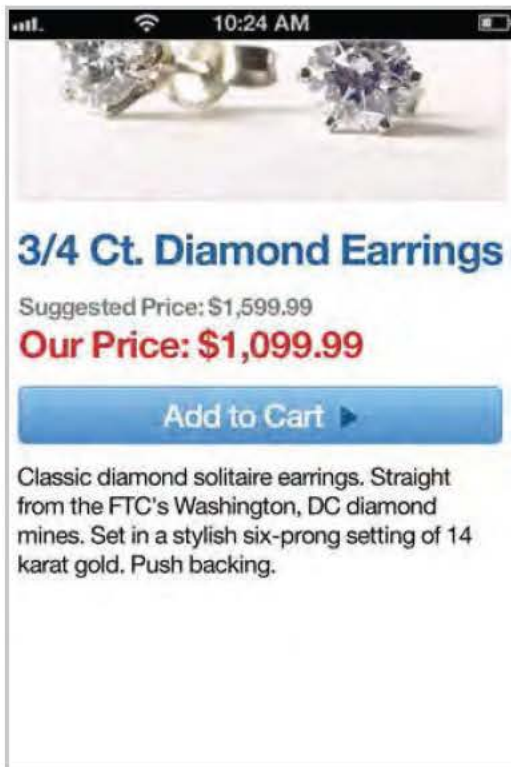 10:24 AM
3/4 Ct. Diamond Earrings
Suggested Price: $1,599.99
Our Price: $1,099.99
Add to Cart
Classic diamond solitaire earrings. Straight
from the FTC's Washington, DC diamond
mines. Set in a stylish six-prong setting of 14
karat gold. Push backing.